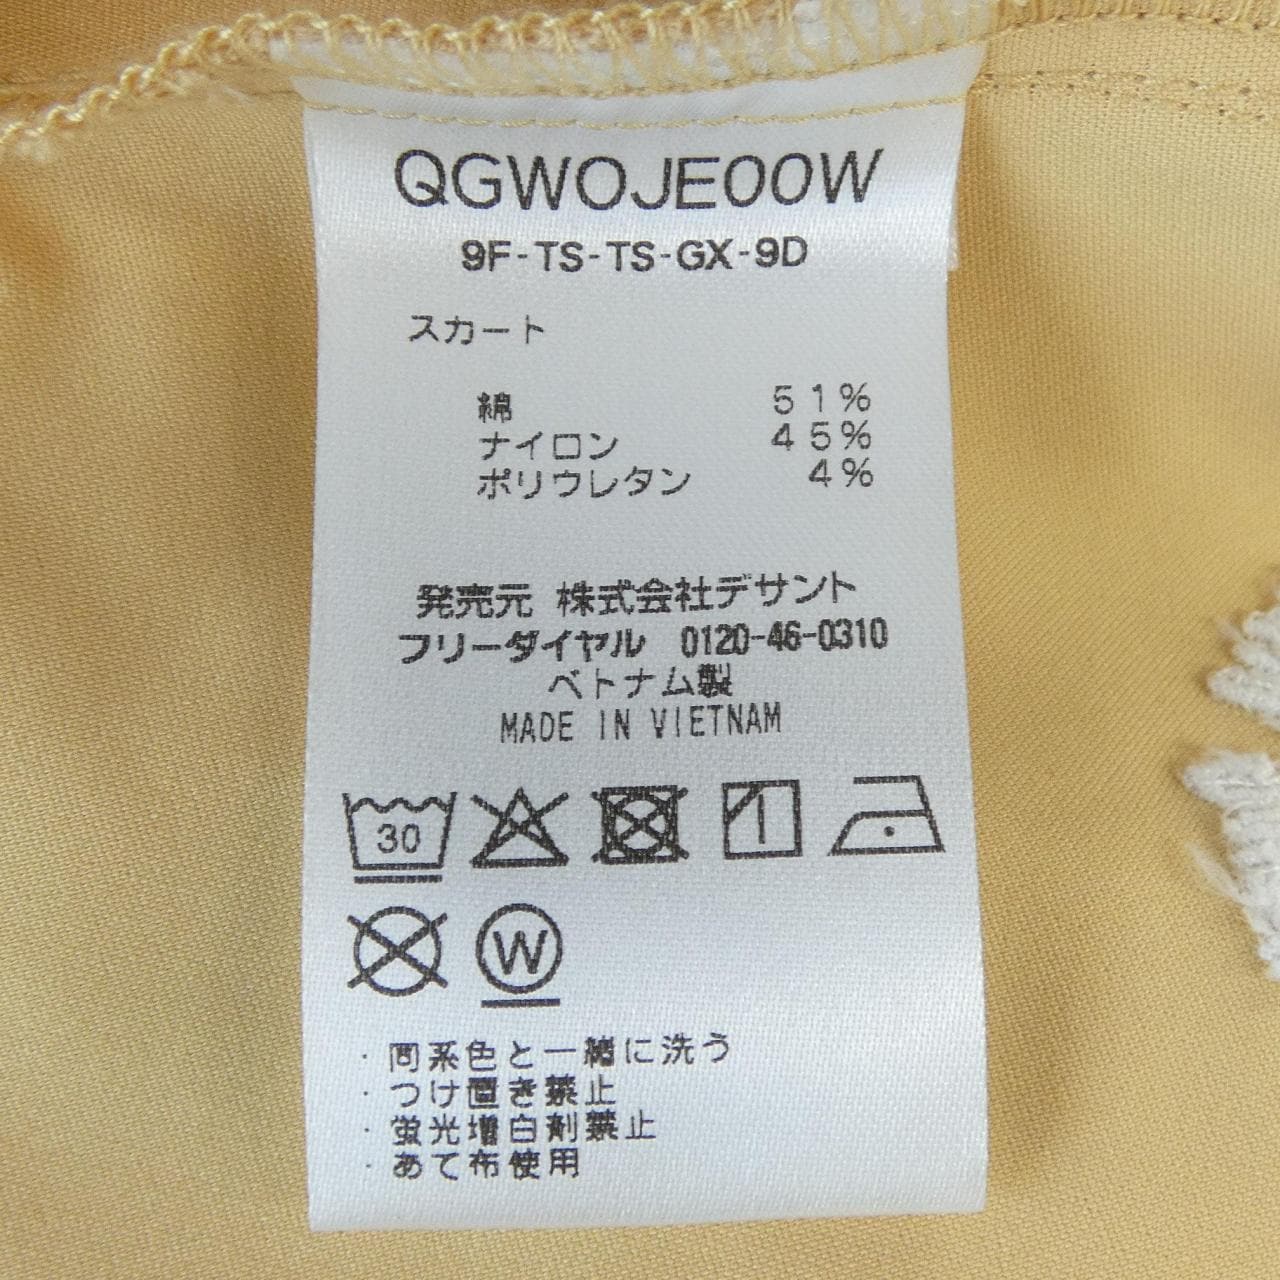 QGWOJE00W
9F-TS-TS-GX-9D
スカート
綿 51%
ナイロン 45%
ポリウレタン 4%
発売元 株式会社デサント
フリーダイヤル 0120-46-0310
ベトナム製
MADE IN VIETNAM
30
W
・同系色と一緒に洗う
・つけ置き禁止
・蛍光増白剤禁止
・あて布使用